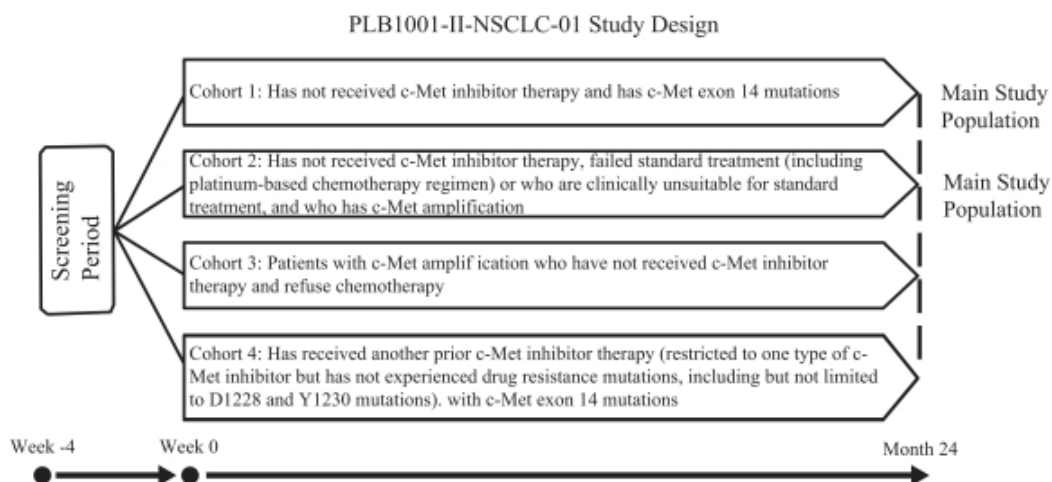 PLB1001-II-NSCLC-01 Study Design
Cohort 1: Has not received c-Met inhibitor therapy and has c-Met exon 14 mutations
Main Study
Population
Cohort 2: Has not received c-Met inhibitor therapy, failed standard treatment (including
platinum-based chemotherapy regimen) or who are clinically unsuitable for standard
treatment, and who has c-Met amplification
Main Study
Population
Screening
Period
Cohort 3: Patients with c-Met amplif ication who have not received c-Met inhibitor
therapy and refuse chemotherapy
Cohort 4: Has received another prior c-Met inhibitor therapy (restricted to one type of c-
Met inhibitor but has not experienced drug resistance mutations, including but not limited
to D1228 and Y1230 mutations). with c-Met exon 14 mutations
Week -4
Week 0
Month 24